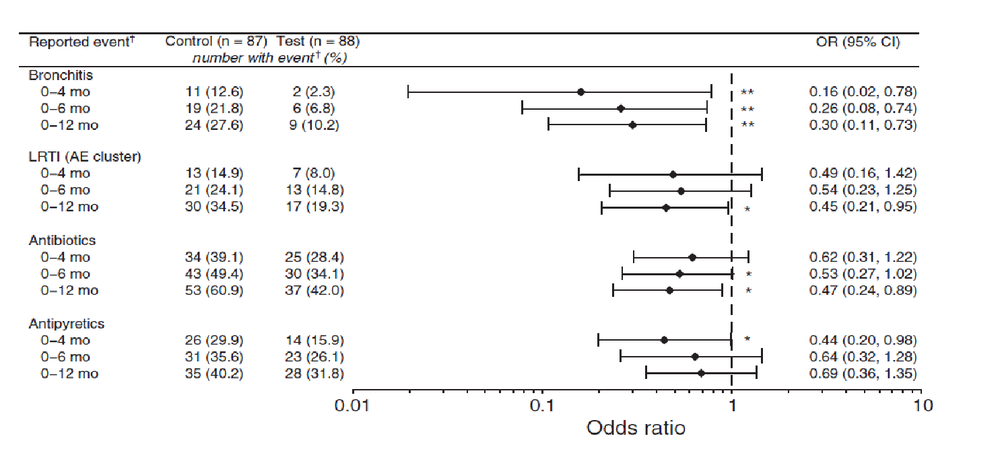 Reported event† Control (n = 87) Test (n = 88) OR (95% CI)
number with event† (%)
Bronchitis
0–4 mo 11 (12.6) 2 (2.3) ** 0.16 (0.02, 0.78)
0–6 mo 19 (21.8) 6 (6.8) ** 0.26 (0.08, 0.74)
0–12 mo 24 (27.6) 9 (10.2) ** 0.30 (0.11, 0.73)
LRTI (AE cluster)
0–4 mo 13 (14.9) 7 (8.0) 0.49 (0.16, 1.42)
0–6 mo 21 (24.1) 13 (14.8) 0.54 (0.23, 1.25)
0–12 mo 30 (34.5) 17 (19.3) * 0.45 (0.21, 0.95)
Antibiotics
0–4 mo 34 (39.1) 25 (28.4) 0.62 (0.31, 1.22)
0–6 mo 43 (49.4) 30 (34.1) * 0.53 (0.27, 1.02)
0–12 mo 53 (60.9) 37 (42.0) * 0.47 (0.24, 0.89)
Antipyretics
0–4 mo 26 (29.9) 14 (15.9) * 0.44 (0.20, 0.98)
0–6 mo 31 (35.6) 23 (26.1) 0.64 (0.32, 1.28)
0–12 mo 35 (40.2) 28 (31.8) 0.69 (0.36, 1.35)
0.01 0.1 1 10
Odds ratio